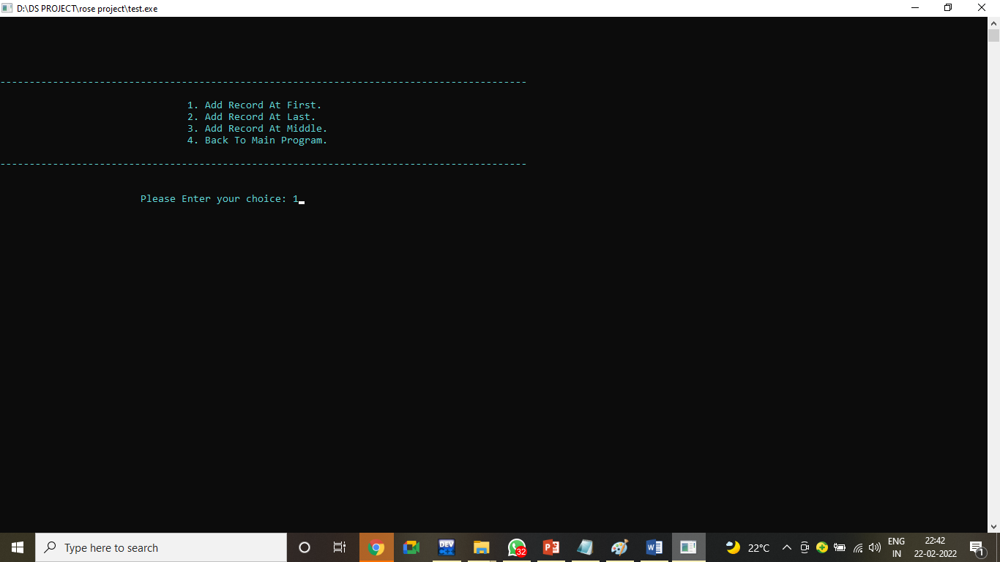 D:\DS PROJECT\rose project\test.exe
------------------------------------------------------------------------------------------
1. Add Record At First.
2. Add Record At Last.
3. Add Record At Middle.
4. Back To Main Program.
------------------------------------------------------------------------------------------
Please Enter your choice: 1
Type here to search
DEV
32
22°C
ENG
IN
22:42
22-02-2022
1